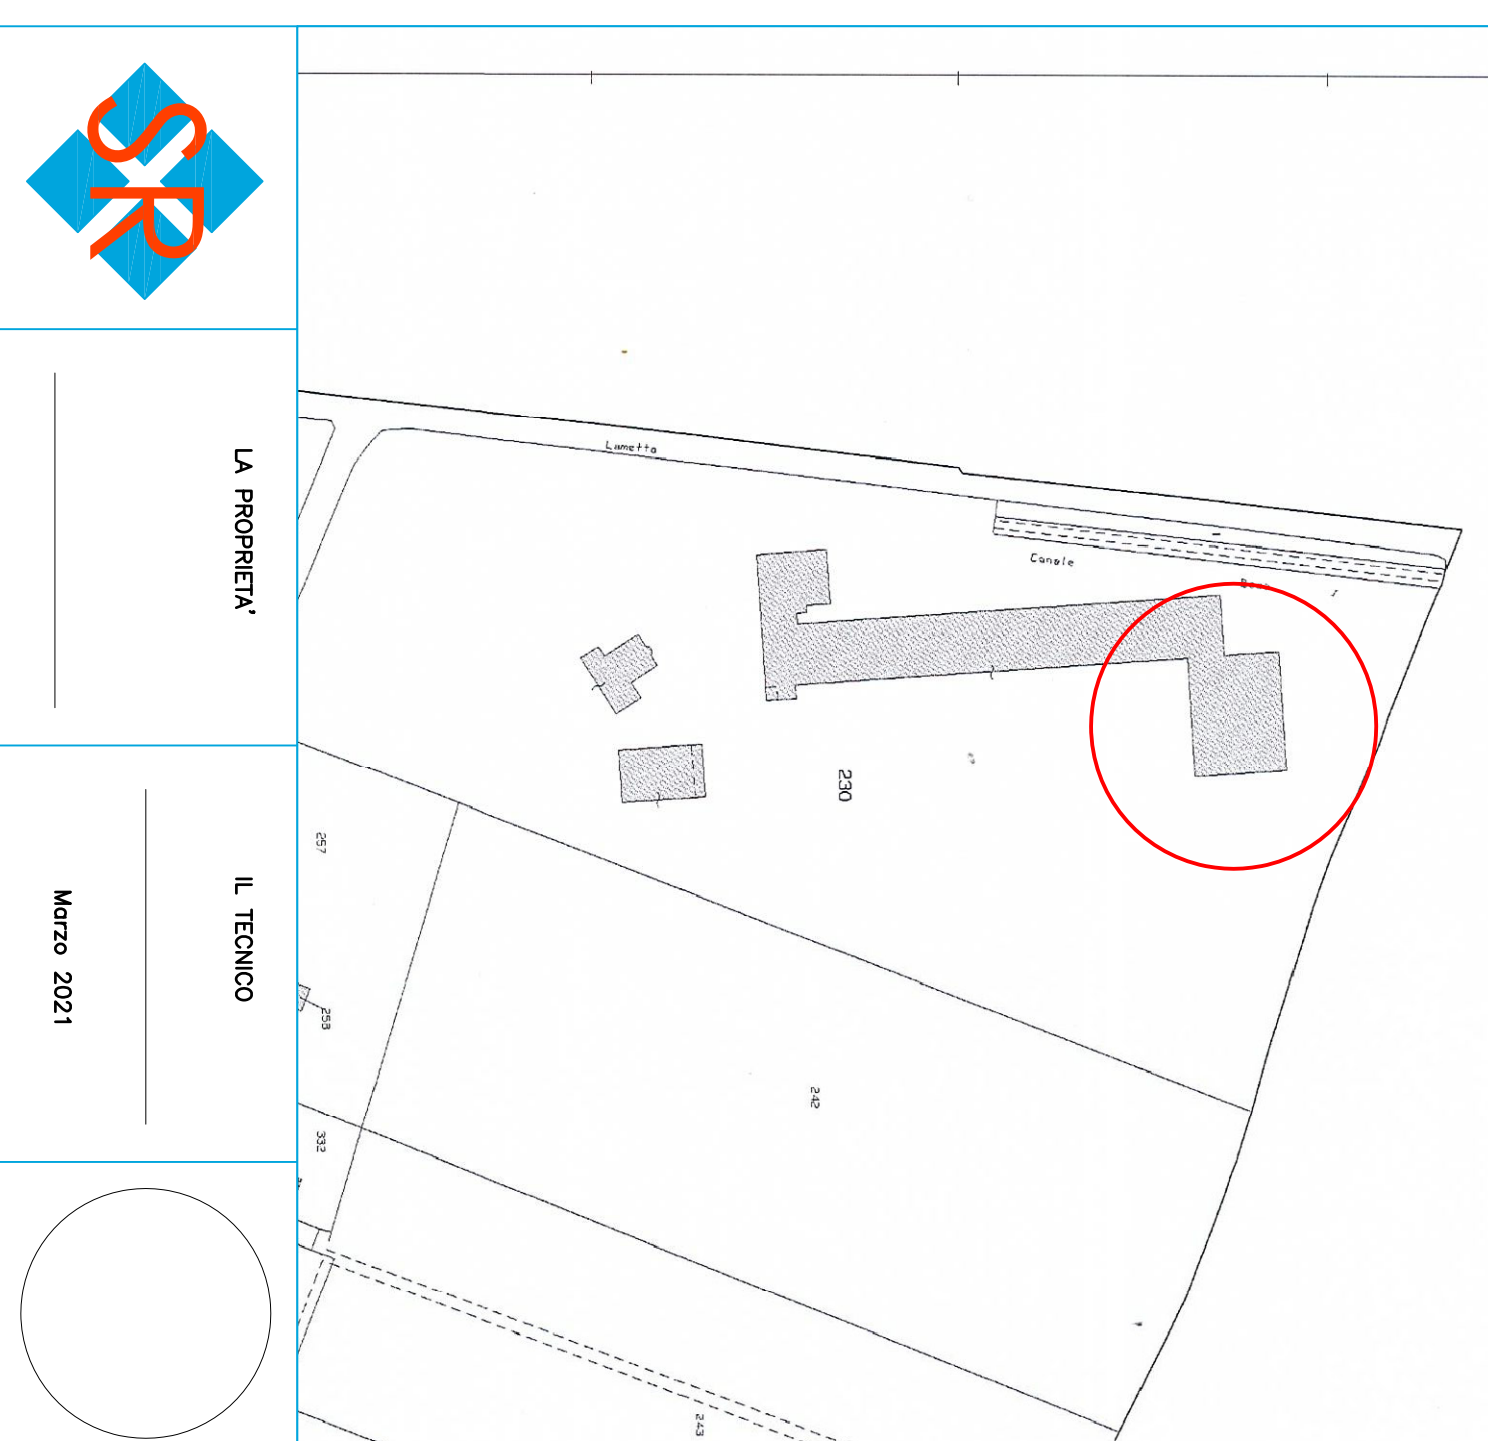 SR
LA PROPRIETA'
IL TECNICO
Marzo 2021
Lametta
Canale
230
257
258
242
332
243